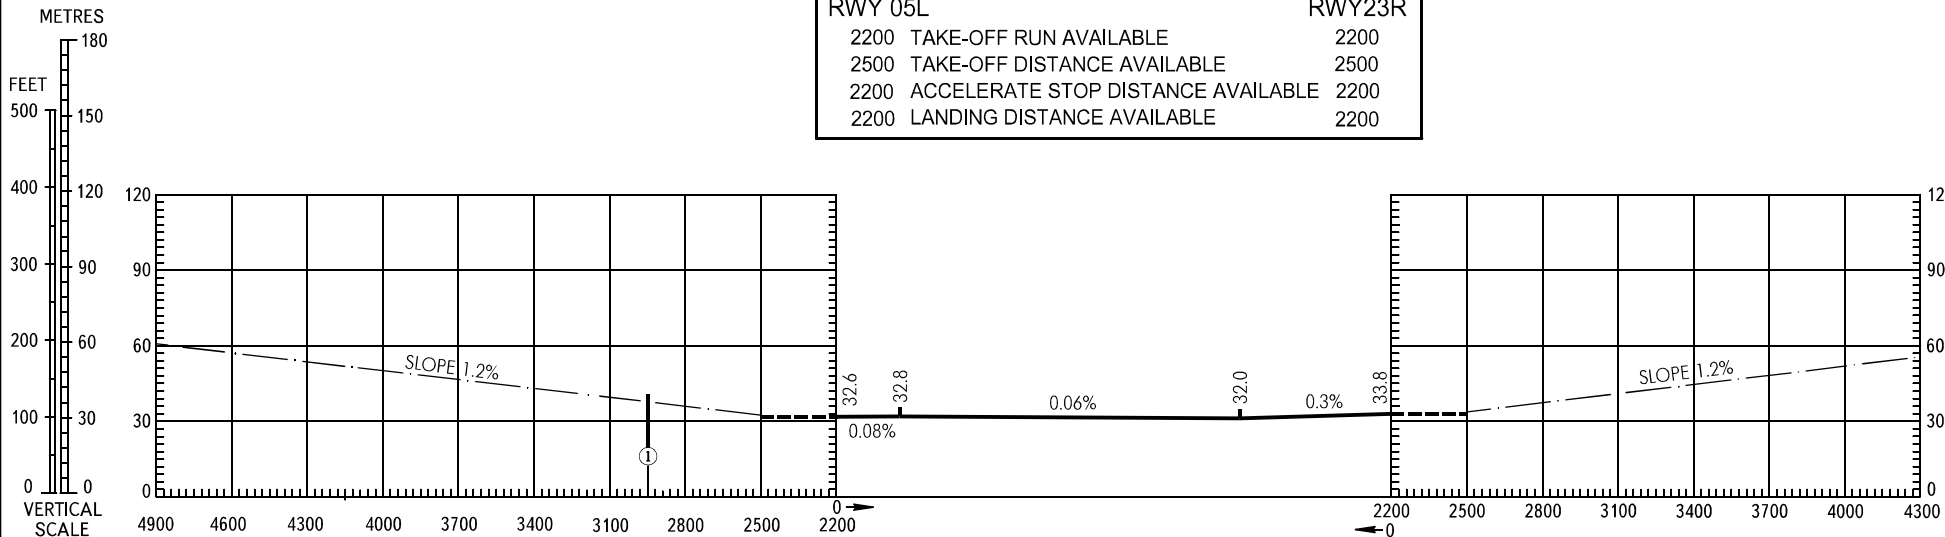 METRES
180
FEET
500
150
400
120
300
90
200
60
100
30
0
0
VERTICAL
SCALE
RWY 05L RWY23R
2200 TAKE-OFF RUN AVAILABLE 2200
2500 TAKE-OFF DISTANCE AVAILABLE 2500
2200 ACCELERATE STOP DISTANCE AVAILABLE 2200
2200 LANDING DISTANCE AVAILABLE 2200
120
90
60
30
0
SLOPE 1.2%
1
4900 4600 4300 4000 3700 3400 3100 2800 2500 2200
0
32.6
32.8
0.08%
0.06%
32.0
0.3%
33.8
SLOPE 1.2%
12
90
60
30
0
2200 2500 2800 3100 3400 3700 4000 4300
0